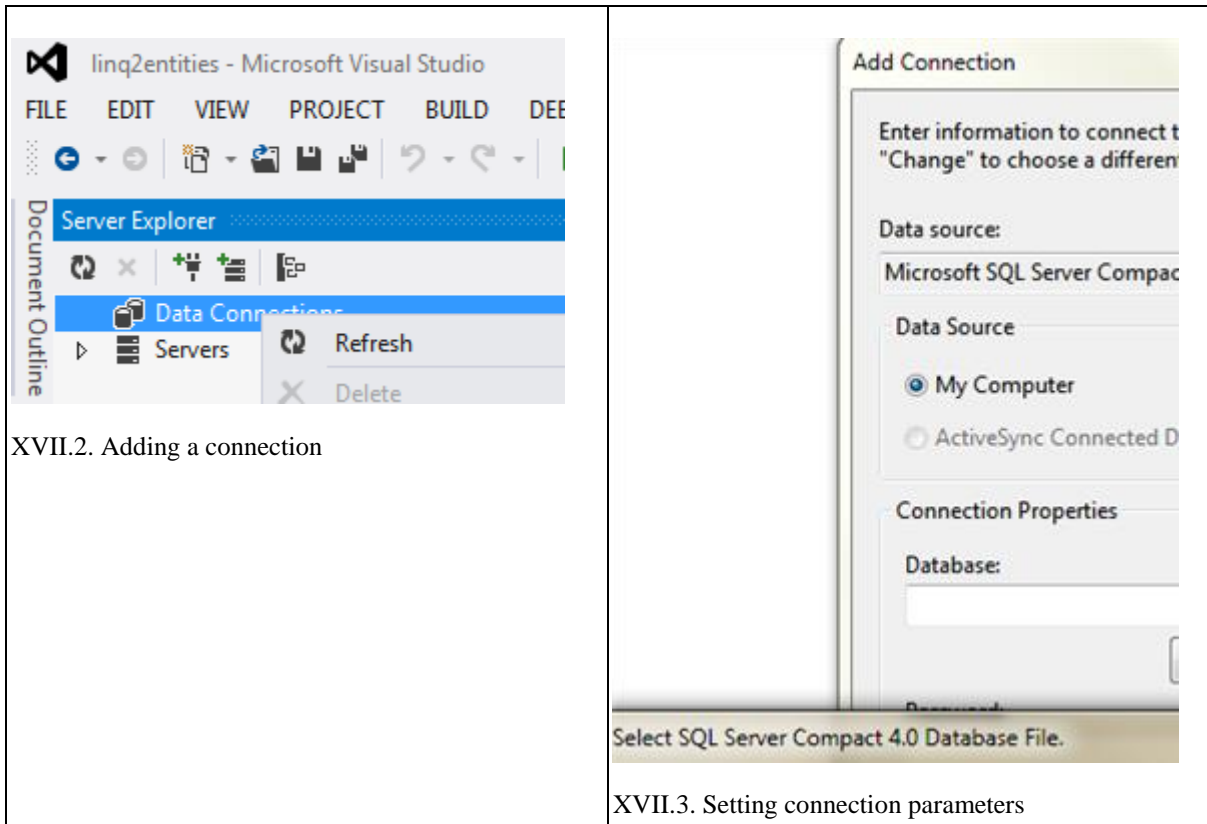 linq2entities - Microsoft Visual Studio
FILE EDIT VIEW PROJECT BUILD
Document Outline
Server Explorer
Data Connections
Servers
Refresh
Delete
XVII.2. Adding a connection
Add Connection
Enter information to connect t
"Change" to choose a differen
Data source:
Microsoft SQL Server Compac
Data Source
My Computer
ActiveSync Connected D
Connection Properties
Database:
Password:
Select SQL Server Compact 4.0 Database File.
XVII.3. Setting connection parameters